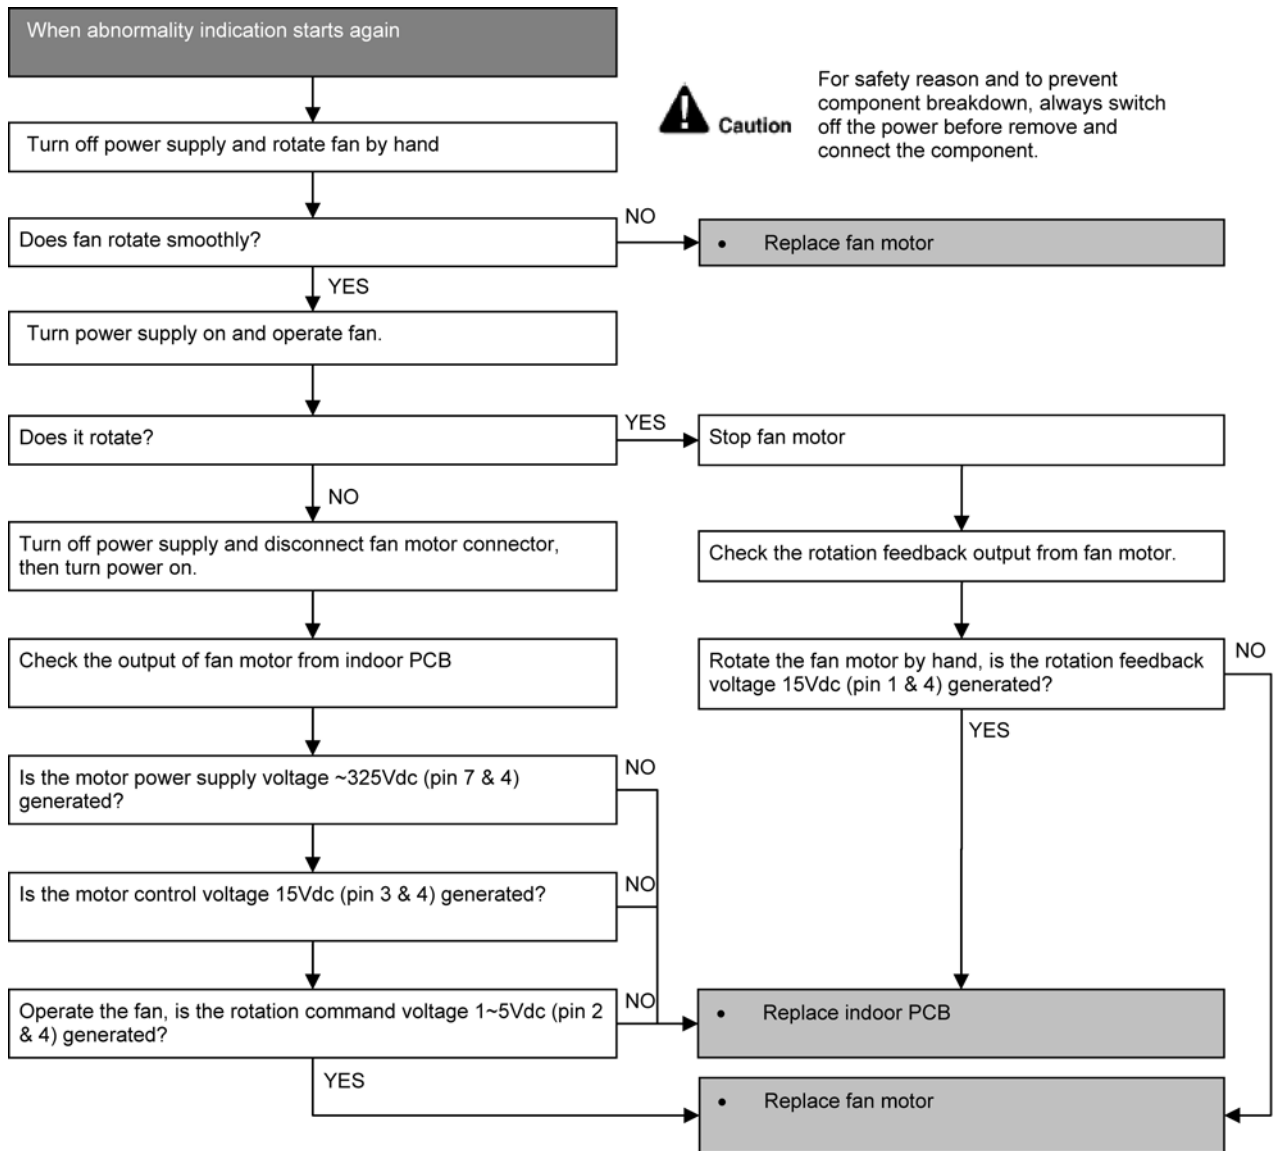 When abnormality indication starts again
For safety reason and to prevent
component breakdown, always switch
off the power before remove and
connect the component.
Caution
Turn off power supply and rotate fan by hand
Does fan rotate smoothly?
NO
• Replace fan motor
YES
Turn power supply on and operate fan.
Does it rotate?
YES
Stop fan motor
NO
Turn off power supply and disconnect fan motor connector,
then turn power on.
Check the rotation feedback output from fan motor.
Check the output of fan motor from indoor PCB
Rotate the fan motor by hand, is the rotation feedback
voltage 15Vdc (pin 1 & 4) generated?
NO
YES
Is the motor power supply voltage ~325Vdc (pin 7 & 4)
generated?
NO
Is the motor control voltage 15Vdc (pin 3 & 4) generated?
NO
Operate the fan, is the rotation command voltage 1~5Vdc (pin 2
& 4) generated?
NO
• Replace indoor PCB
YES
• Replace fan motor